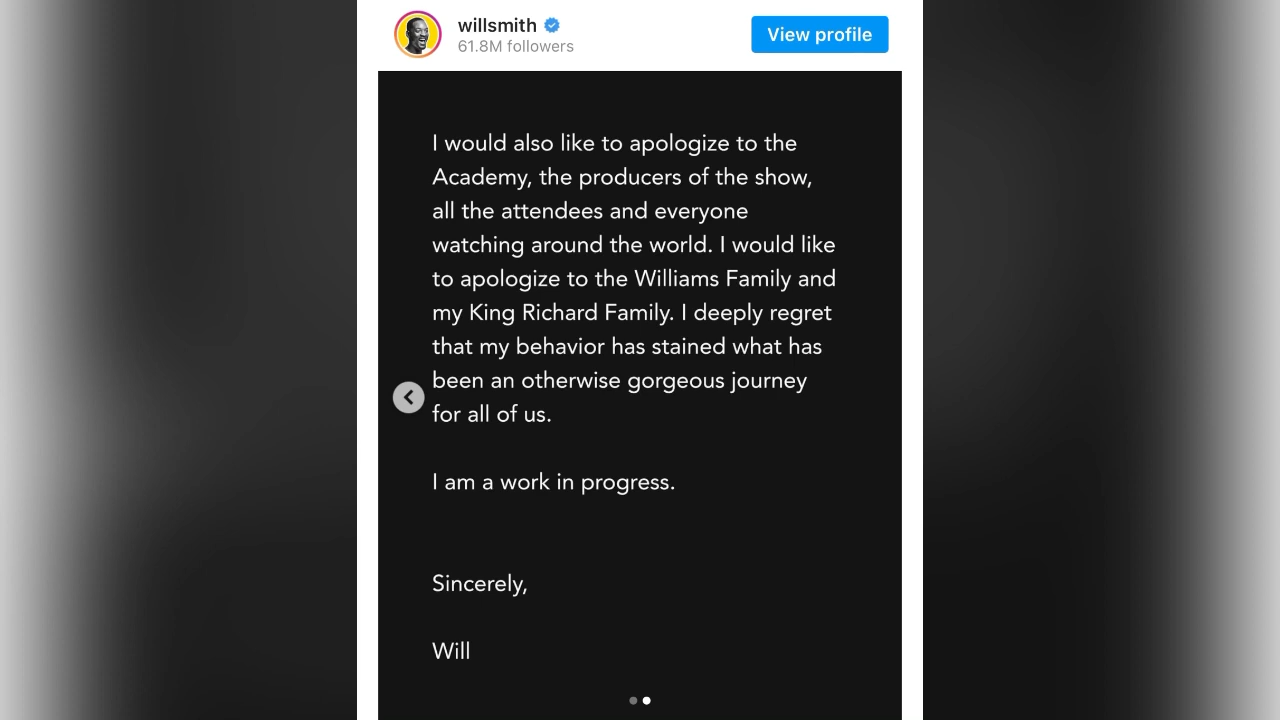 willsmith
61.8M followers
View profile
I would also like to apologize to the
Academy, the producers of the show,
all the attendees and everyone
watching around the world. I would like
to apologize to the Williams Family and
my King Richard Family. I deeply regret
that my behavior has stained what has
been an otherwise gorgeous journey
for all of us.
I am a work in progress.
Sincerely,
Will